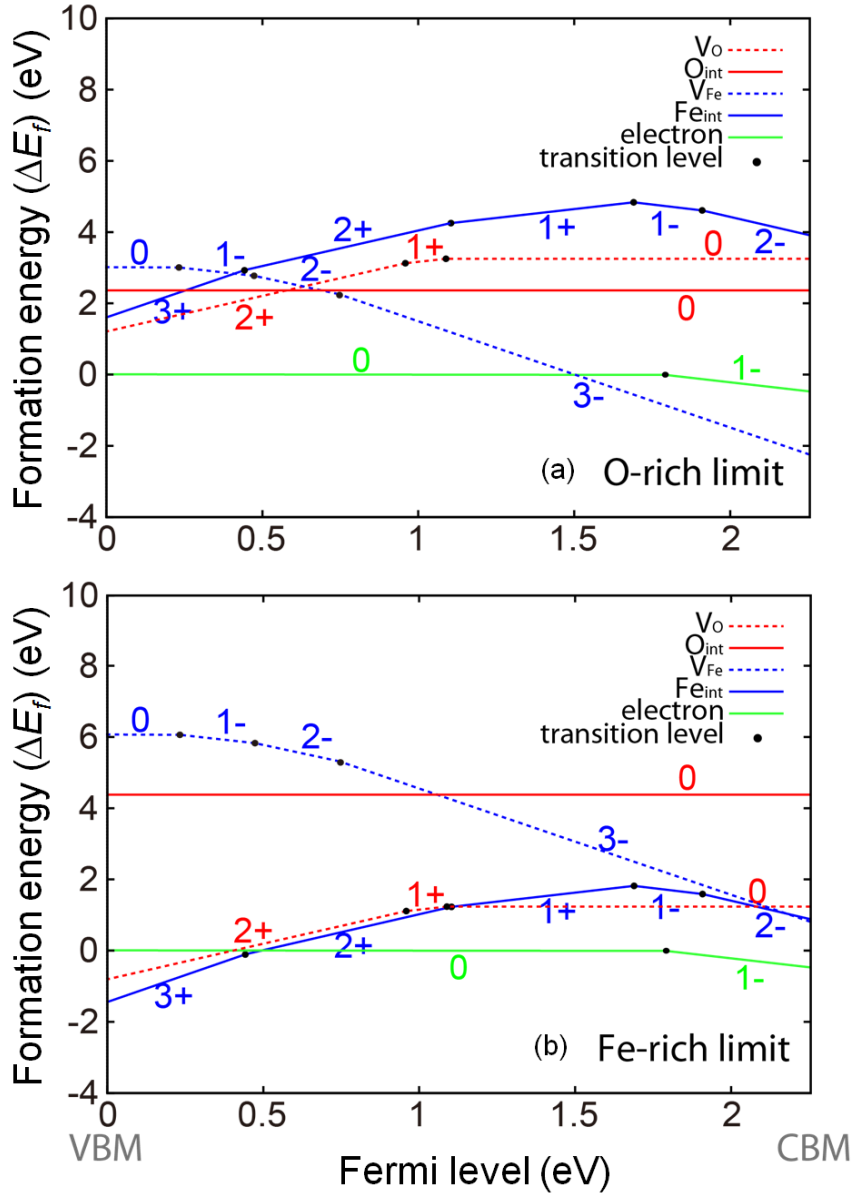 Formation energy (ΔEf) (eV)
10
8
6
4
2
0
-2
-4
VO
Oint
VFe
Feint
electron
transition level
0
1-
2-
3+
2+
2+
1+
1+
1-
0
2-
0
0
3-
1-
(a) O-rich limit
0 0.5 1 1.5 2
Formation energy (ΔEf) (eV)
10
8
6
4
2
0
-2
-4
VO
Oint
VFe
Feint
electron
transition level
0
1-
2-
0
3-
2+
1+
0
3+
2+
1+
1-
2-
0
1-
(b) Fe-rich limit
0 0.5 1 1.5 2
VBM
CBM
Fermi level (eV)